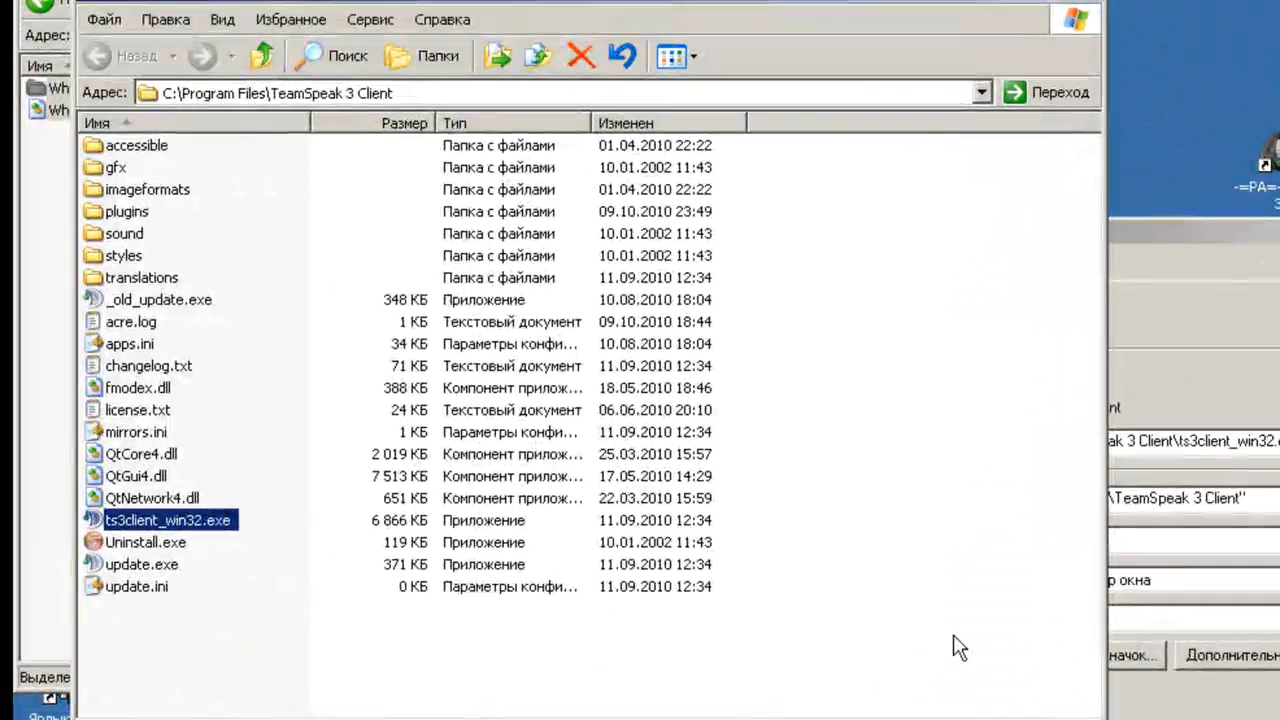 Файл Правка Вид Избранное Сервис Справка
Назад Поиск Папки
Адрес: C:\Program Files\TeamSpeak 3 Client Переход
Имя Размер Тип Изменен
accessible Папка с файлами 01.04.2010 22:22
gfx Папка с файлами 10.01.2002 11:43
imageformats Папка с файлами 01.04.2010 22:22
plugins Папка с файлами 09.10.2010 23:49
sound Папка с файлами 10.01.2002 11:43
styles Папка с файлами 10.01.2002 11:43
translations Папка с файлами 11.09.2010 12:34
_old_update.exe 348 КБ Приложение 10.08.2010 18:04
acre.log 1 КБ Текстовый документ 09.10.2010 18:44
apps.ini 34 КБ Параметры конфи... 10.08.2010 18:04
changelog.txt 71 КБ Текстовый документ 11.09.2010 12:34
fmodex.dll 388 КБ Компонент прилож... 18.05.2010 18:46
license.txt 24 КБ Текстовый документ 06.06.2010 20:10
mirrors.ini 1 КБ Параметры конфи... 11.09.2010 12:34
QtCore4.dll 2 019 КБ Компонент прилож... 25.03.2010 15:57
QtGui4.dll 7 513 КБ Компонент прилож... 17.05.2010 14:29
QtNetwork4.dll 651 КБ Компонент прилож... 22.03.2010 15:59
ts3client_win32.exe 6 866 КБ Приложение 11.09.2010 12:34
Uninstall.exe 119 КБ Приложение 10.01.2002 11:43
update.exe 371 КБ Приложение 11.09.2010 12:34
update.ini 0 КБ Параметры конфи... 11.09.2010 12:34
Адрес:
Имя
Wh
Wh
Выделе
-=PA=-
nt
ak 3 Client\ts3client_win32.e
\TeamSpeak 3 Client"
р окна
начок... Дополнительн